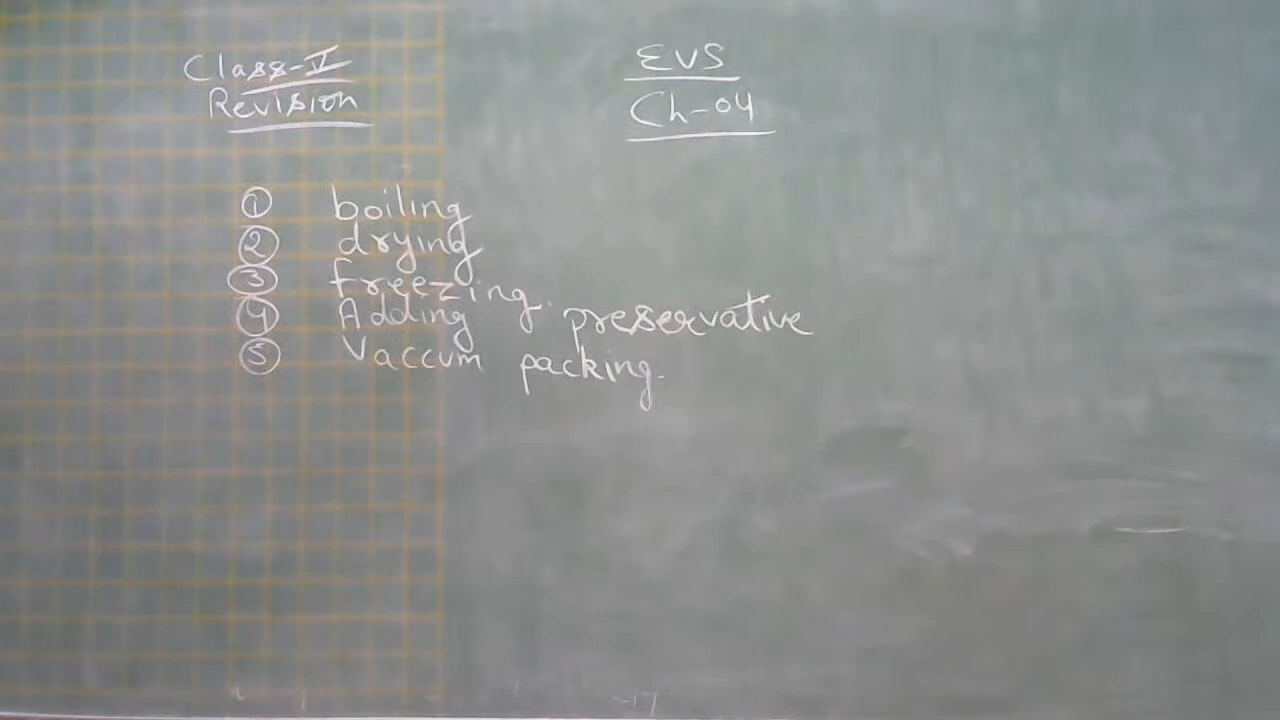 Class-V
EVS
Revision
Ch-04
① boiling
② drying
③ freezing.
④ Adding preservative
⑤ Vaccum packing.